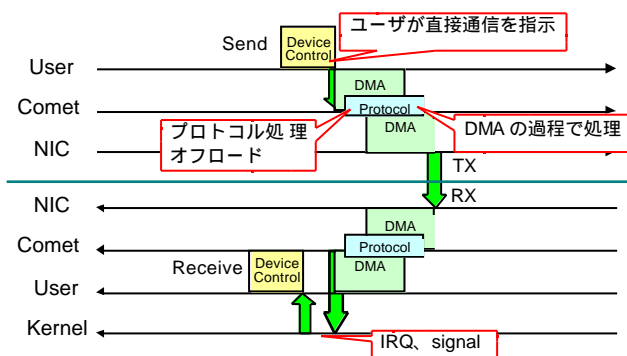 ユーザが直接通信を指示
Send
Device
Control
User
DMA
Comet
Protocol
プロトコル処 理
オフロード
DMA の過程で処理
DMA
NIC
TX
RX
NIC
DMA
Comet
Protocol
Receive
Device
Control
DMA
User
Kernel
IRQ、signal